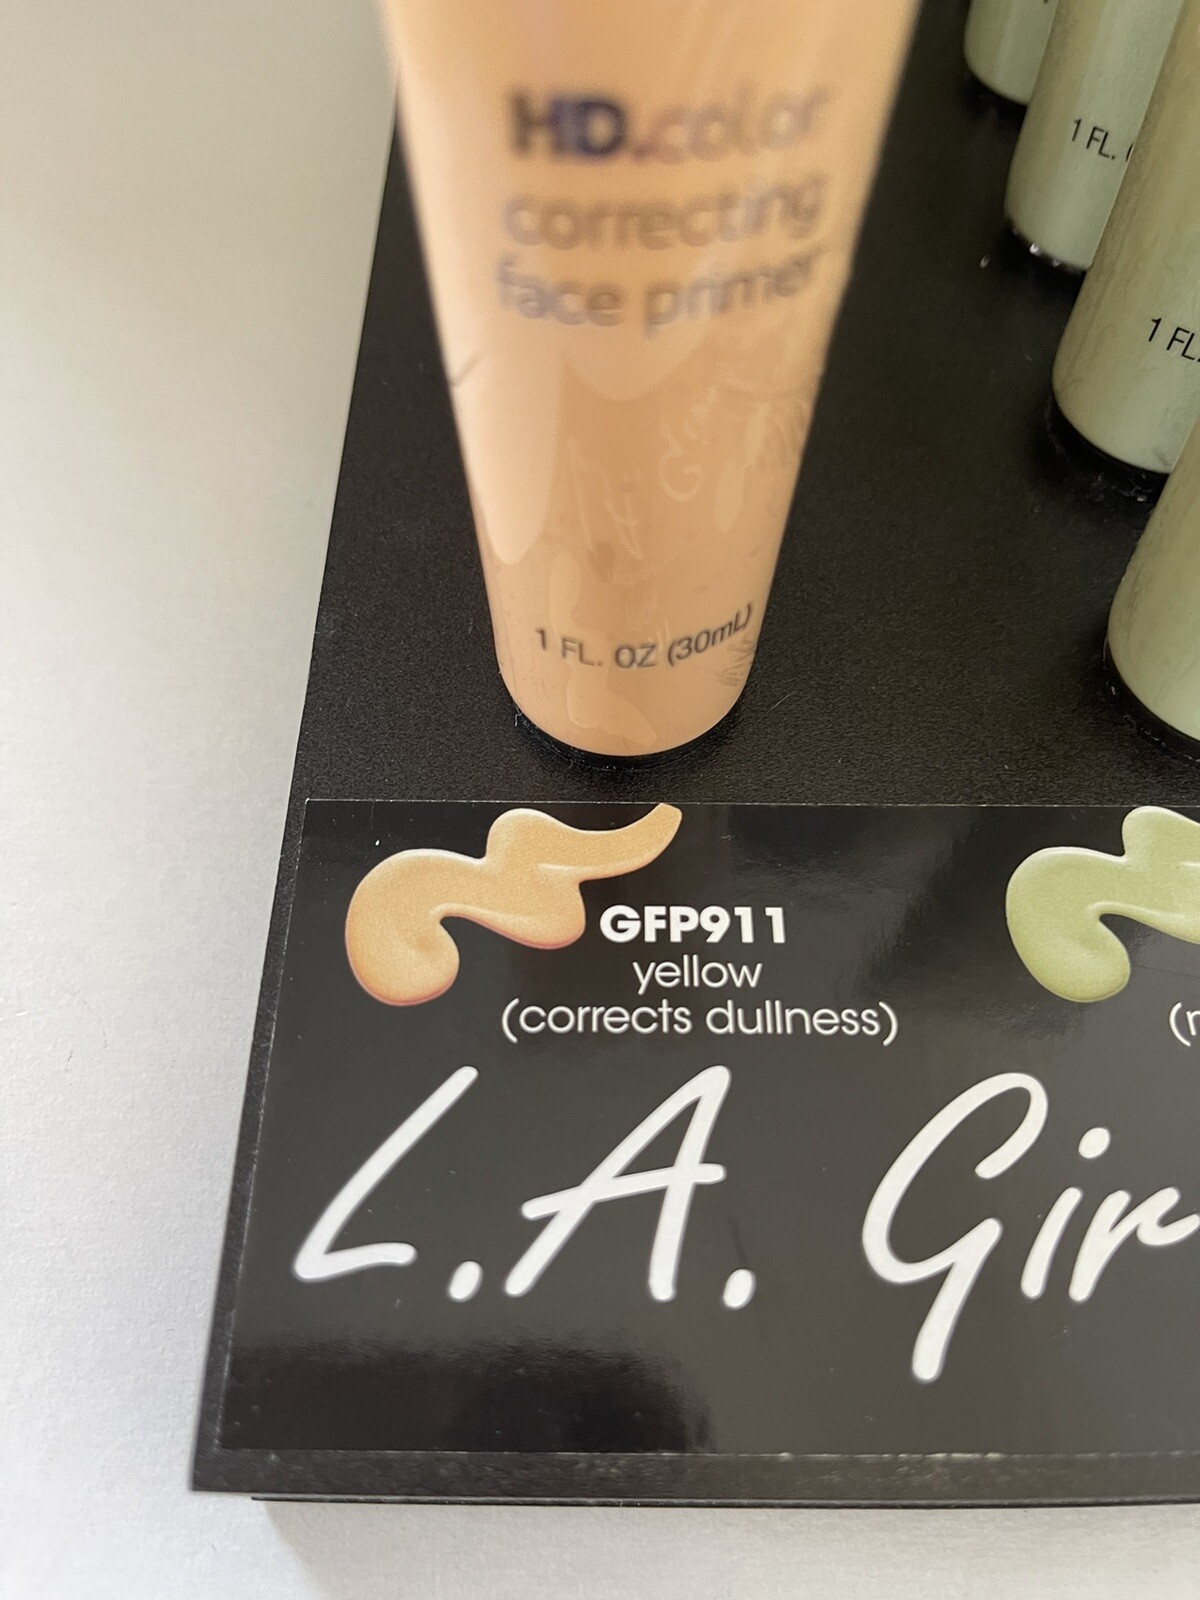 HD.color
correcting
face primer
1 FL. OZ (30mL)
1 FL.
1 FL.
GFP911
yellow
(corrects dullness)
L.A. Gir